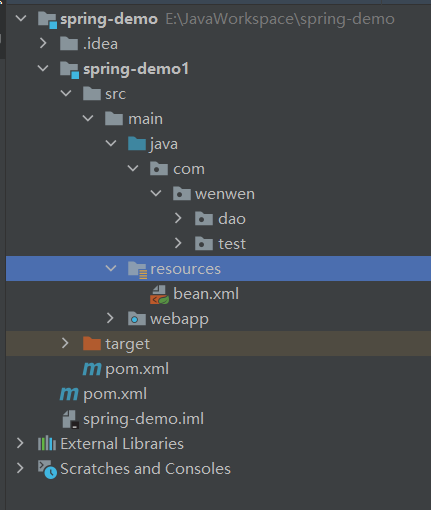 spring-demo E:\JavaWorkspace\spring-demo
.idea
spring-demo1
src
main
java
com
wenwen
dao
test
resources
bean.xml
webapp
target
pom.xml
pom.xml
spring-demo.iml
External Libraries
Scratches and Consoles